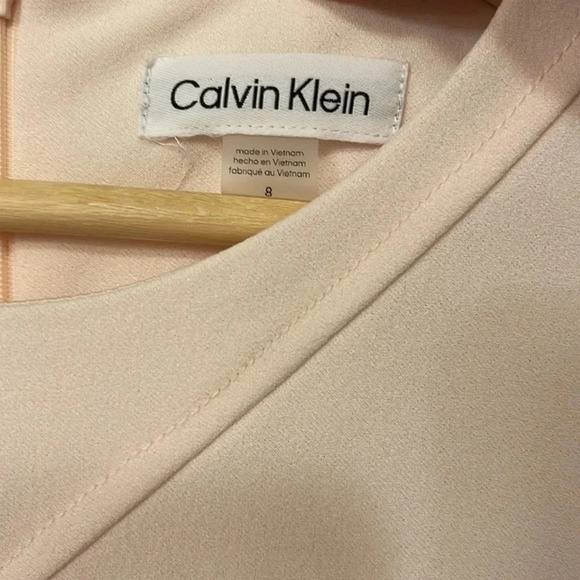 Calvin Klein
made in Vietnam
hecho en Vietnam
fabriqué au Vietnam
8